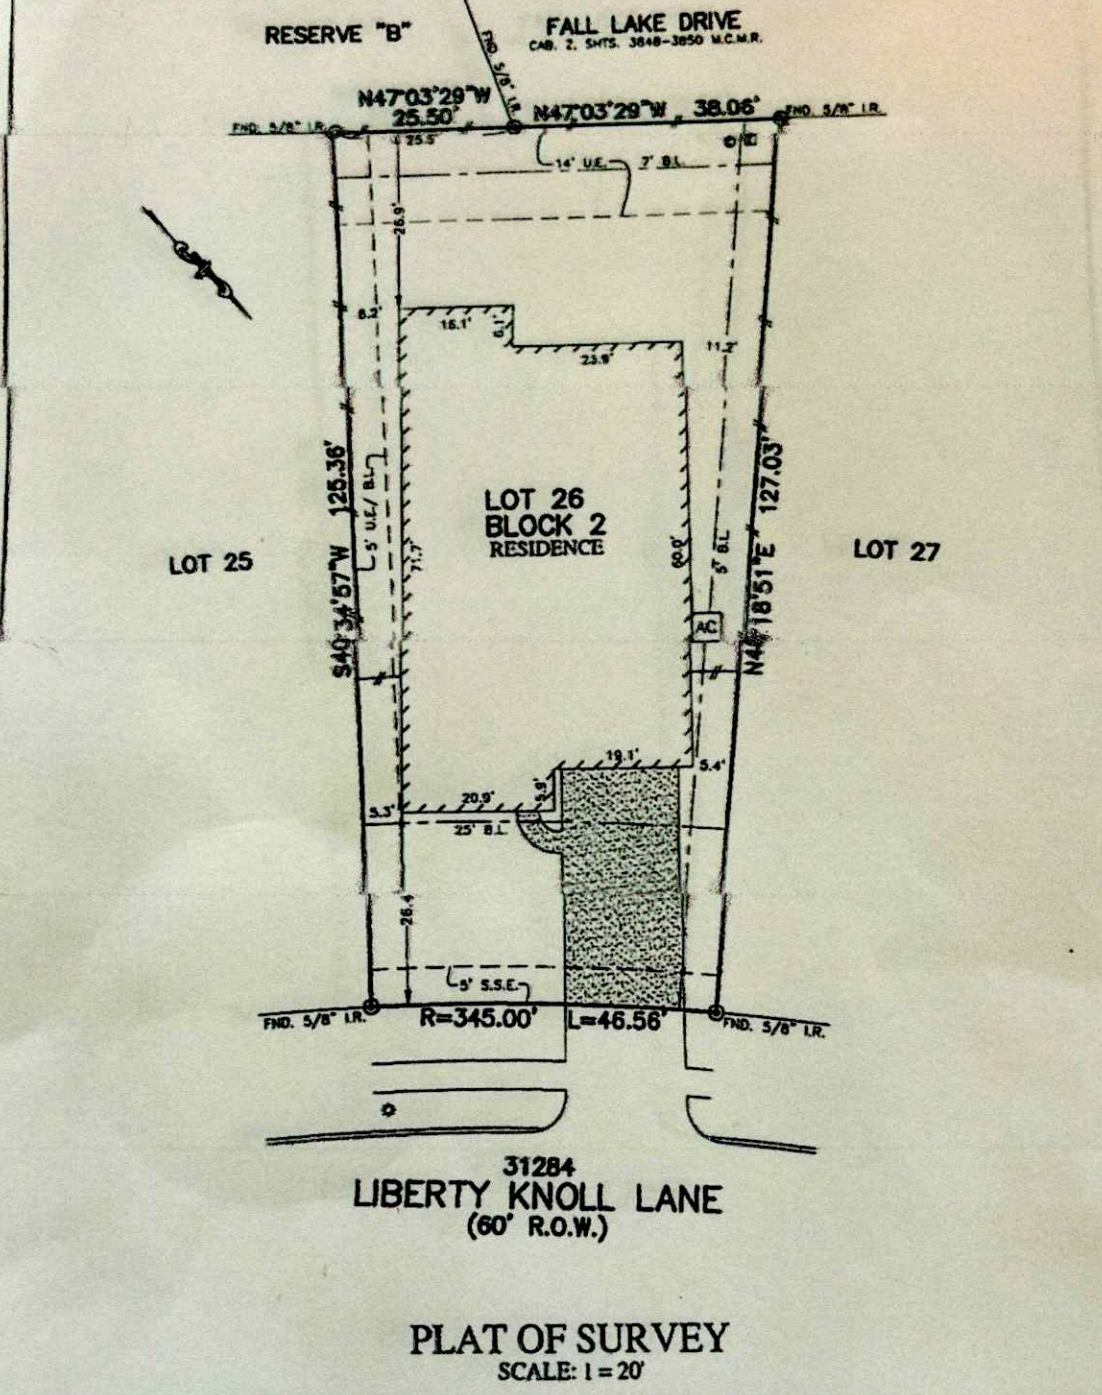 RESERVE "B"
FALL LAKE DRIVE
CAB. 2, SHTS. 3848-3850 M.C.M.R.
FND. 5/8" I.R.
N47°03'29"W
25.50'
N47°03'29"W 38.06'
FND. 5/8" I.R.
FND. 5/8" I.R.
25.5
14' U.E.
7' B.L.
26.9'
16.1'
6.1'
23.9'
11.2'
125.36'
S40°34'57"W
5' U.E./ B.L.
71.7'
LOT 26
BLOCK 2
RESIDENCE
60.0'
5' B.L.
127.03'
18'51"E
LOT 25
LOT 27
AC
19.1'
5.4'
20.9'
5.9'
5.3'
25' B.L.
26.4
5' S.S.E.
FND. 5/8" I.R.
R=345.00'
L=46.56'
FND. 5/8" I.R.
31284
LIBERTY KNOLL LANE
(60' R.O.W.)
PLAT OF SURVEY
SCALE: 1 = 20'